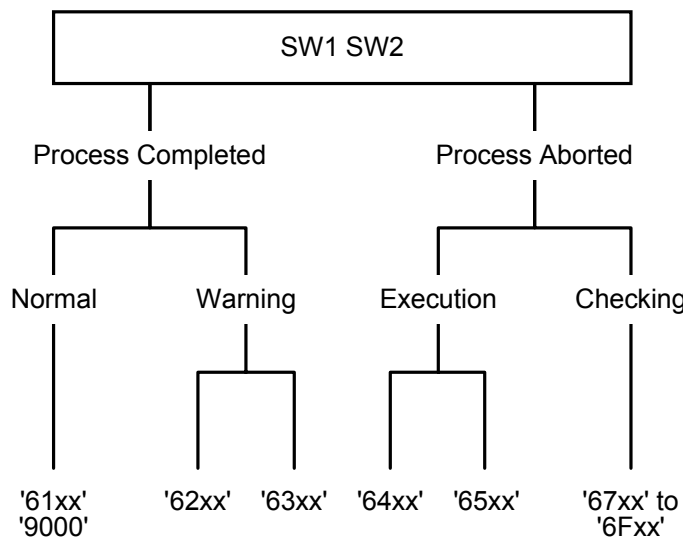 SW1 SW2
Process Completed
Process Aborted
Normal
Warning
Execution
Checking
'61xx'
'9000'
'62xx'
'63xx'
'64xx'
'65xx'
'67xx' to
'6Fxx'